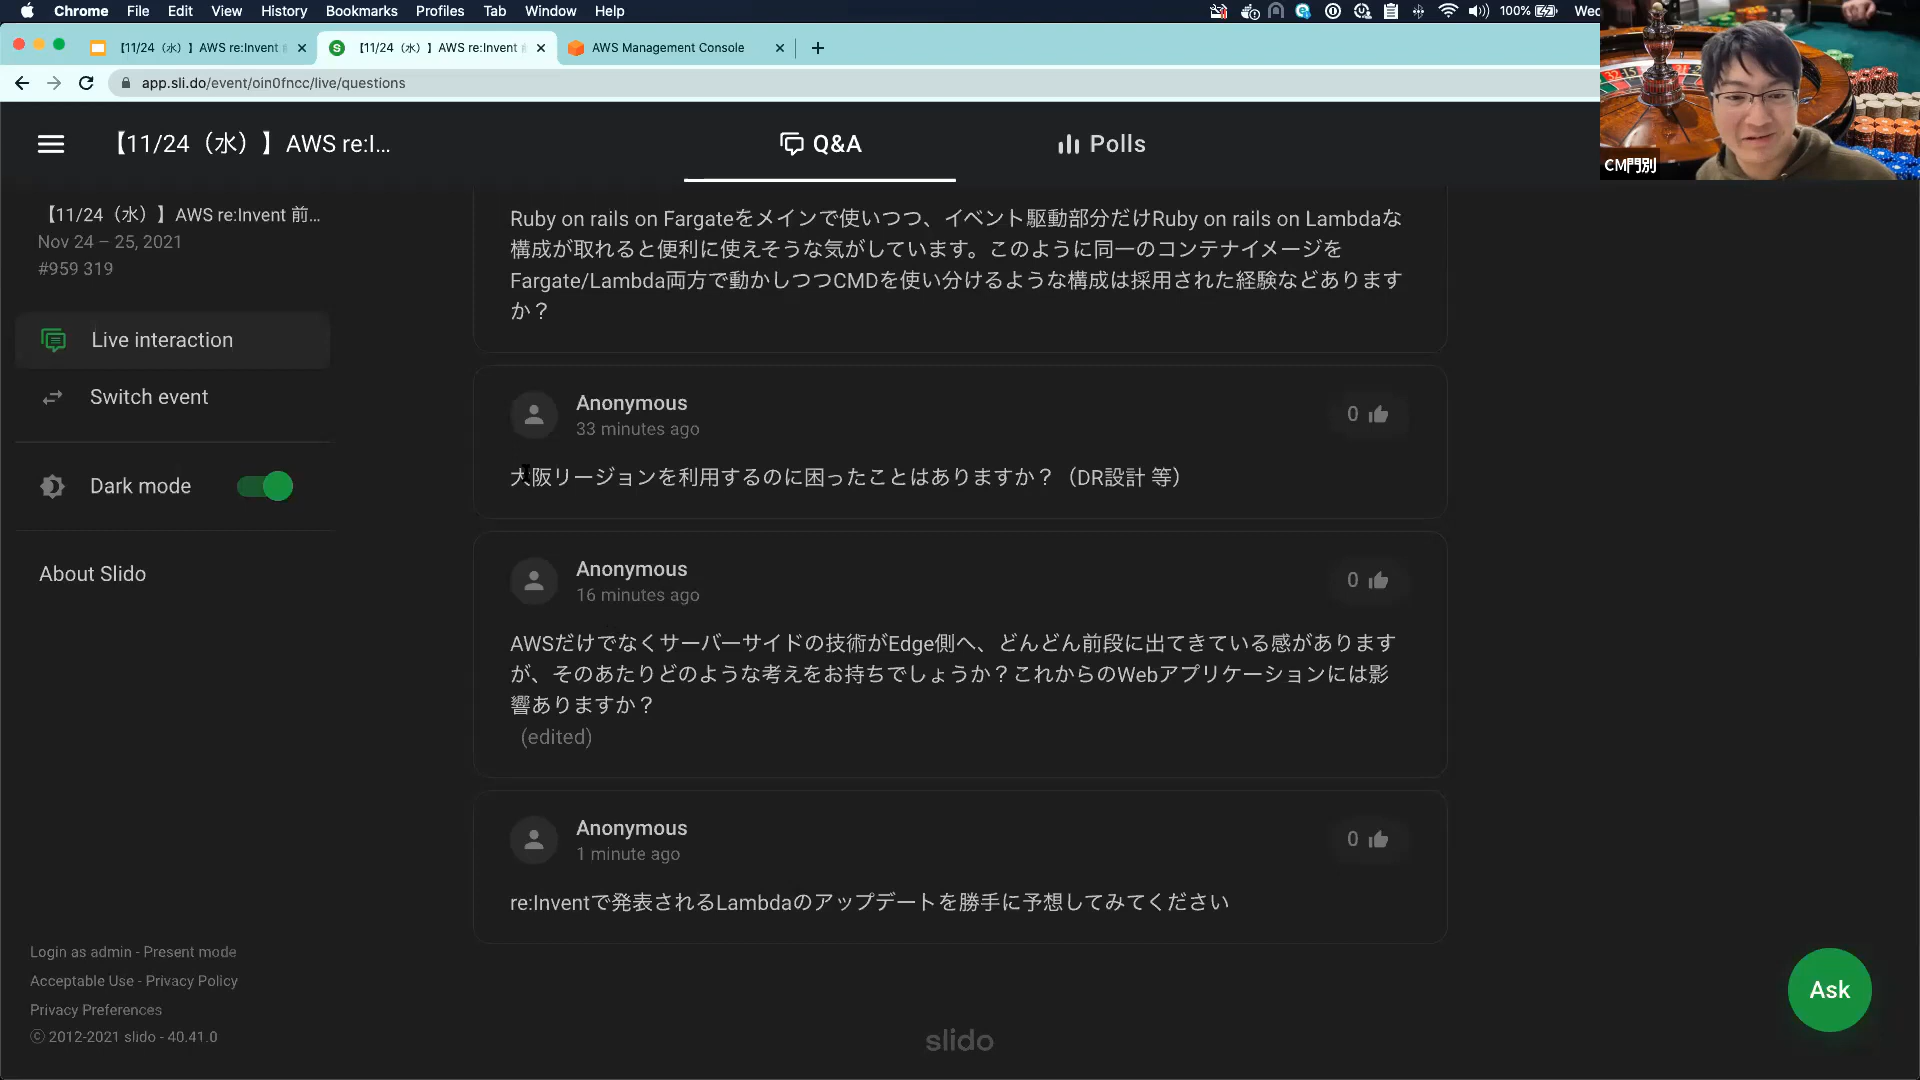 Chrome File Edit View History Bookmarks Profiles Tab Window Help 100% Wed
【11/24（水）】AWS re:Invent
【11/24（水）】AWS re:Invent
AWS Management Console
app.sli.do/event/oin0fncc/live/questions
【11/24（水）】AWS re:I...
Q&A
Polls
CM門別
【11/24（水）】AWS re:Invent 前...
Nov 24 – 25, 2021
#959 319
Live interaction
Switch event
Dark mode
About Slido
Ruby on rails on Fargateをメインで使いつつ、イベント駆動部分だけRuby on rails on Lambdaな
構成が取れると便利に使えそうな気がしています。このように同一のコンテナイメージを
Fargate/Lambda両方で動かしつつCMDを使い分けるような構成は採用された経験などあります
か？
Anonymous
33 minutes ago
0
大阪リージョンを利用するのに困ったことはありますか？（DR設計 等）
Anonymous
16 minutes ago
0
AWSだけでなくサーバーサイドの技術がEdge側へ、どんどん前段に出てきている感があります
が、そのあたりどのような考えをお持ちでしょうか？これからのWebアプリケーションには影
響ありますか？
(edited)
Anonymous
1 minute ago
0
re:Inventで発表されるLambdaのアップデートを勝手に予想してみてください
Login as admin - Present mode
Acceptable Use - Privacy Policy
Privacy Preferences
© 2012-2021 slido - 40.41.0
slido
Ask